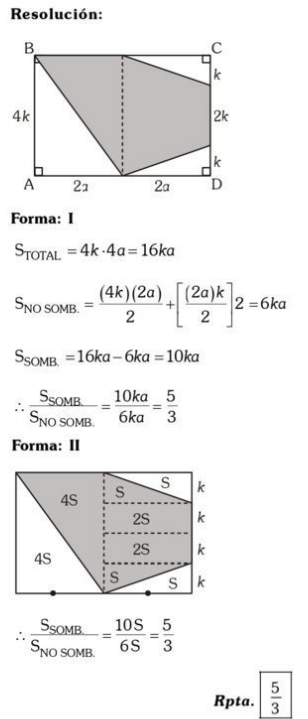 Resolución:
B C
k
4k 2k
k
A 2a 2a D
Forma: I
S_TOTAL = 4k·4a = 16ka
S_NO SOMB. = (4k)(2a)/2 + [(2a)k/2]2 = 6ka
S_SOMB. = 16ka – 6ka = 10ka
∴ S_SOMB./S_NO SOMB. = 10ka/6ka = 5/3
Forma: II
S S k
4S
2S k
4S 2S k
S S k
∴ S_SOMB./S_NO SOMB. = 10S/6S = 5/3
Rpta. 5/3